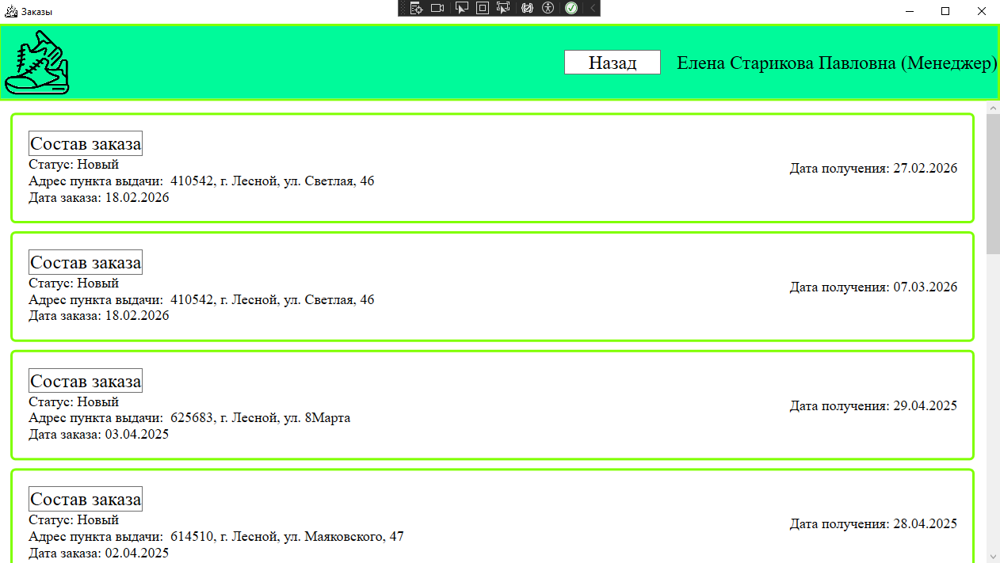 Заказы
Назад
Елена Старикова Павловна (Менеджер)
Состав заказа
Статус: Новый
Адрес пункта выдачи:  410542, г. Лесной, ул. Светлая, 46
Дата заказа: 18.02.2026
Дата получения: 27.02.2026
Состав заказа
Статус: Новый
Адрес пункта выдачи:  410542, г. Лесной, ул. Светлая, 46
Дата заказа: 18.02.2026
Дата получения: 07.03.2026
Состав заказа
Статус: Новый
Адрес пункта выдачи:  625683, г. Лесной, ул. 8Марта
Дата заказа: 03.04.2025
Дата получения: 29.04.2025
Состав заказа
Статус: Новый
Адрес пункта выдачи:  614510, г. Лесной, ул. Маяковского, 47
Дата заказа: 02.04.2025
Дата получения: 28.04.2025